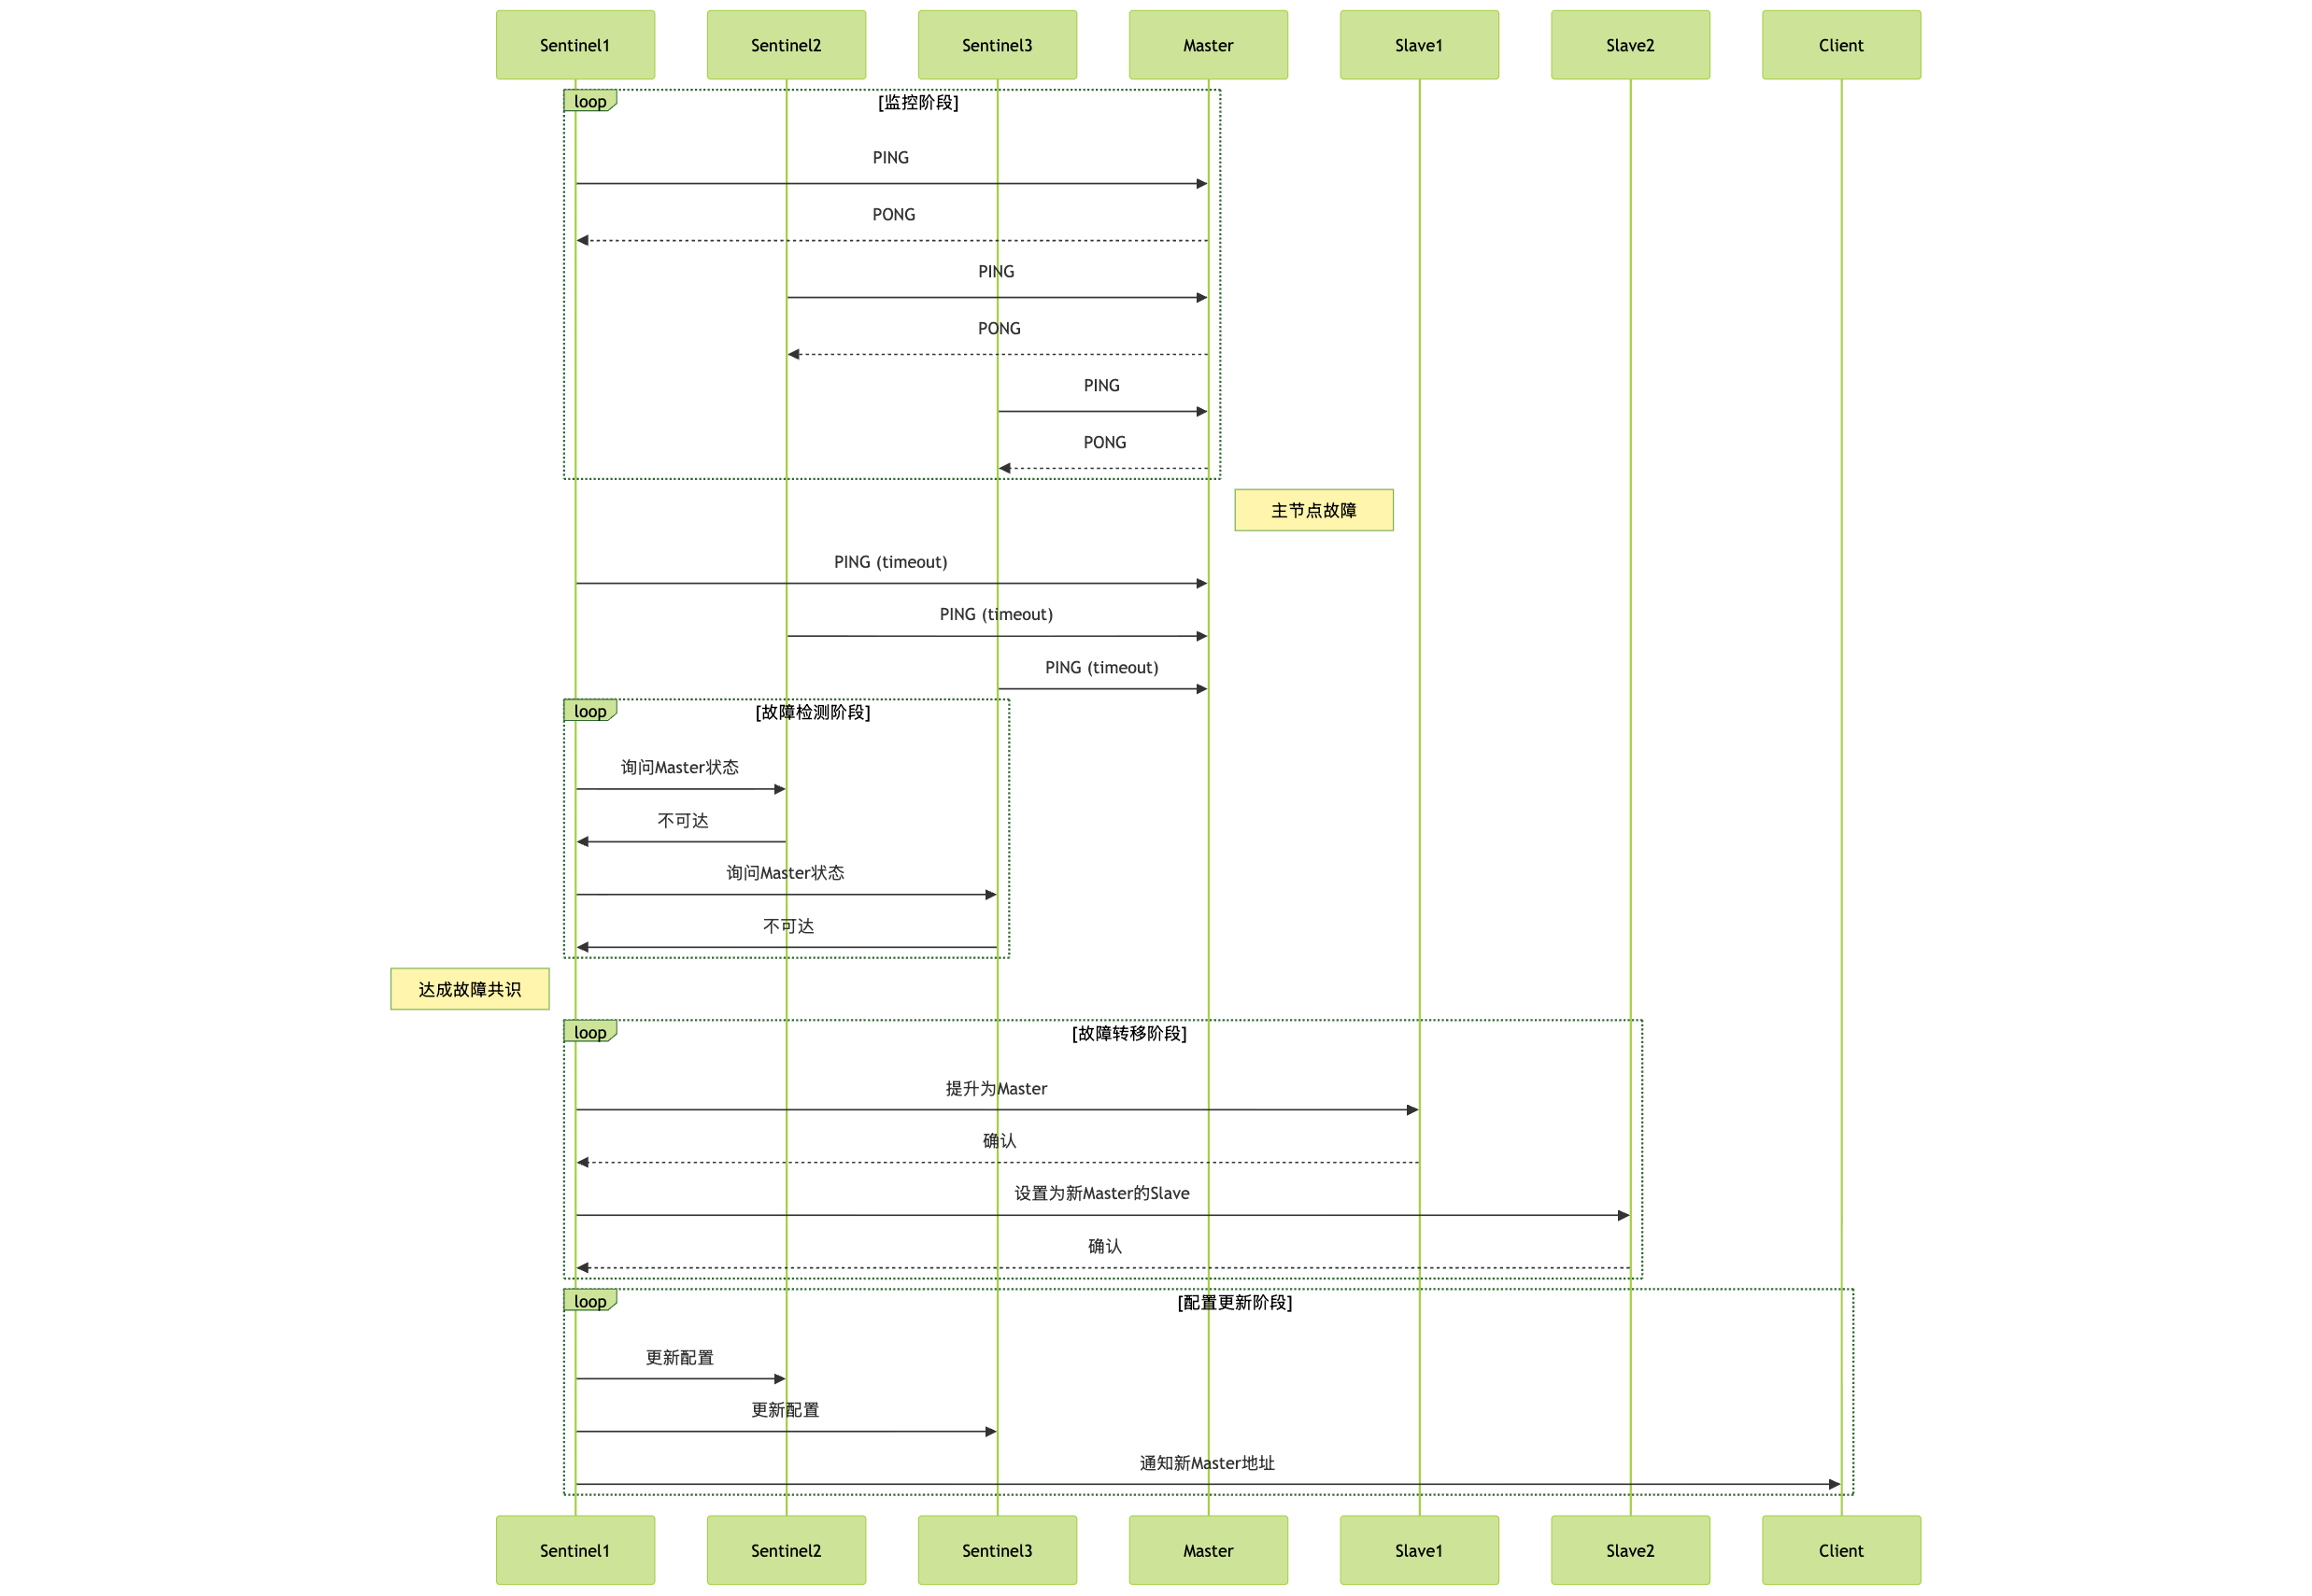 Sentinel1
Sentinel2
Sentinel3
Master
Slave1
Slave2
Client
loop
[监控阶段]
PING
PONG
PING
PONG
PING
PONG
主节点故障
PING (timeout)
PING (timeout)
PING (timeout)
loop
[故障检测阶段]
询问Master状态
不可达
询问Master状态
不可达
达成故障共识
loop
[故障转移阶段]
提升为Master
确认
设置为新Master的Slave
确认
loop
[配置更新阶段]
更新配置
更新配置
通知新Master地址
Sentinel1
Sentinel2
Sentinel3
Master
Slave1
Slave2
Client